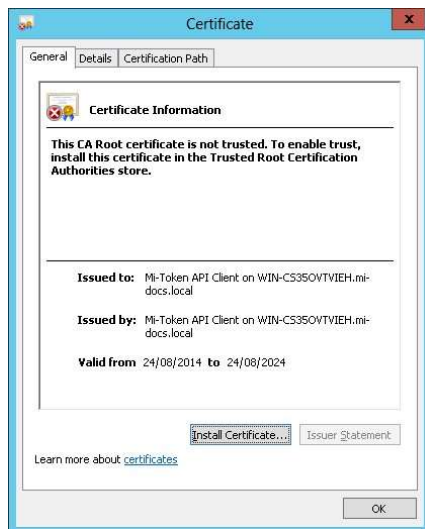 Certificate
x
General Details Certification Path
Certificate Information
This CA Root certificate is not trusted. To enable trust,
install this certificate in the Trusted Root Certification
Authorities store.
Issued to: Mi-Token API Client on WIN-CS35OVTVIEH.mi-
docs.local
Issued by: Mi-Token API Client on WIN-CS35OVTVIEH.mi-
docs.local
Valid from 24/08/2014 to 24/08/2024
Install Certificate... Issuer Statement
Learn more about certificates
OK